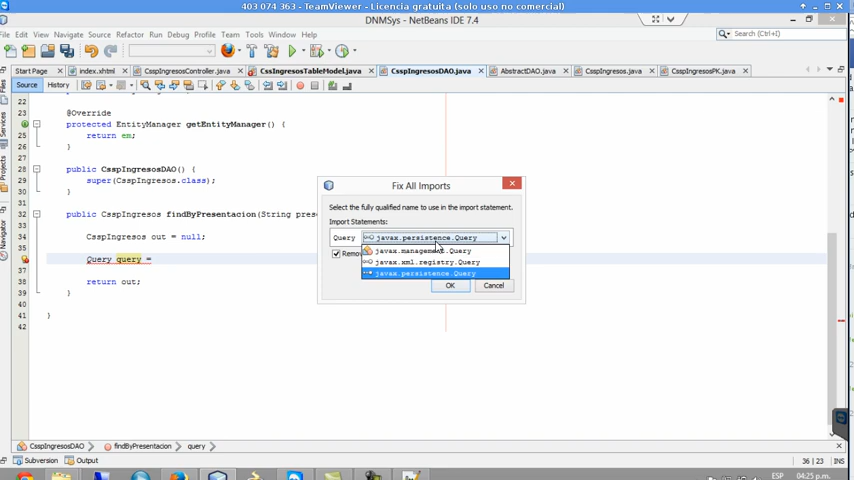 403 074 363 - TeamViewer - Licencia gratuita (solo uso no comercial)
DNMSys - NetBeans IDE 7.4
File Edit View Navigate Source Refactor Run Debug Profile Team Tools Window Help
Search (Ctrl+I)
Start Page index.xhtml CsspIngresosController.java CsspIngresosTableModel.java CsspIngresosDAO.java AbstractDAO.java CsspIngresos.java CsspIngresosPK.java
Source History
Files
Services
Projects
Navigator
22
23 @Override
24 protected EntityManager getEntityManager() {
25 return em;
26 }
27
28 public CsspIngresosDAO() {
29 super(CsspIngresos.class);
30 }
31
32 public CsspIngresos findByPresentacion(String pres
33
34 CsspIngresos out = null;
35
Query query =
37
38 return out;
39 }
40
41 }
42
Fix All Imports
Select the fully qualified name to use in the import statement.
Import Statements:
Query javax.persistence.Query
javax.management.Query
javax.xml.registry.Query
javax.persistence.Query
Remov
OK Cancel
CsspIngresosDAO findByPresentacion query
Subversion Output
36 | 23 INS
ESP 04:25 p.m.